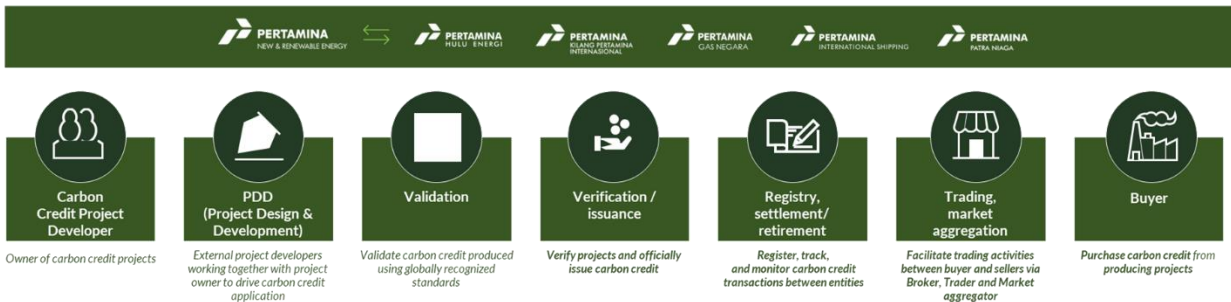 PERTAMINA
NEW & RENEWABLE ENERGY
PERTAMINA
HULU ENERGI
PERTAMINA
KILANG PERTAMINA
INTERNASIONAL
PERTAMINA
GAS NEGARA
PERTAMINA
INTERNATIONAL SHIPPING
PERTAMINA
PATRA NIAGA
Carbon
Credit Project
Developer
Owner of carbon credit projects
PDD
(Project Design &
Development)
External project developers
working together with project
owner to drive carbon credit
application
Validation
Validate carbon credit produced
using globally recognized
standards
Verification /
issuance
Verify projects and officially
issue carbon credit
Registry,
settlement/
retirement
Register, track,
and monitor carbon credit
transactions between entities
Trading,
market
aggregation
Facilitate trading activities
between buyer and sellers via
Broker, Trader and Market
aggregator
Buyer
Purchase carbon credit from
producing projects